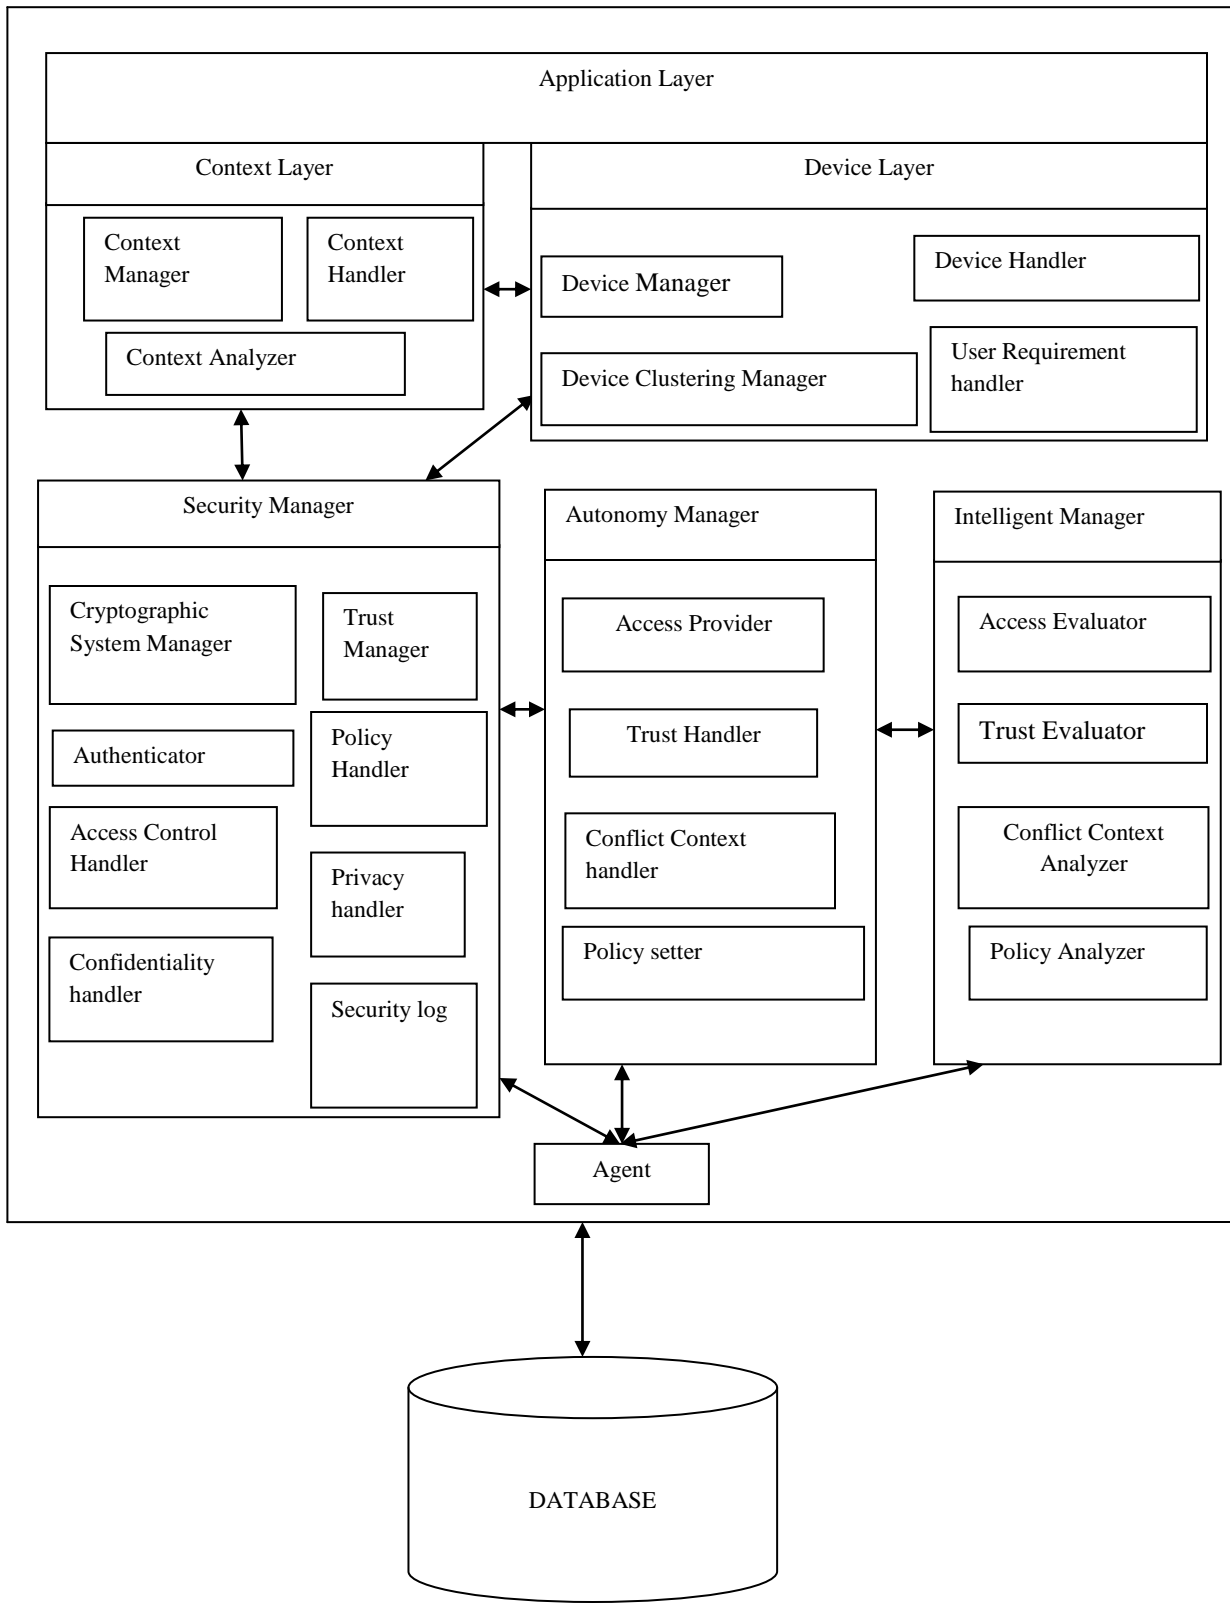 Application Layer
Context Layer
Device Layer
Context
Manager
Context
Handler
Context Analyzer
Device Manager
Device Handler
Device Clustering Manager
User Requirement
handler
Security Manager
Cryptographic
System Manager
Trust
Manager
Authenticator
Policy
Handler
Access Control
Handler
Privacy
handler
Confidentiality
handler
Security log
Autonomy Manager
Access Provider
Trust Handler
Conflict Context
handler
Policy setter
Intelligent Manager
Access Evaluator
Trust Evaluator
Conflict Context
Analyzer
Policy Analyzer
Agent
DATABASE